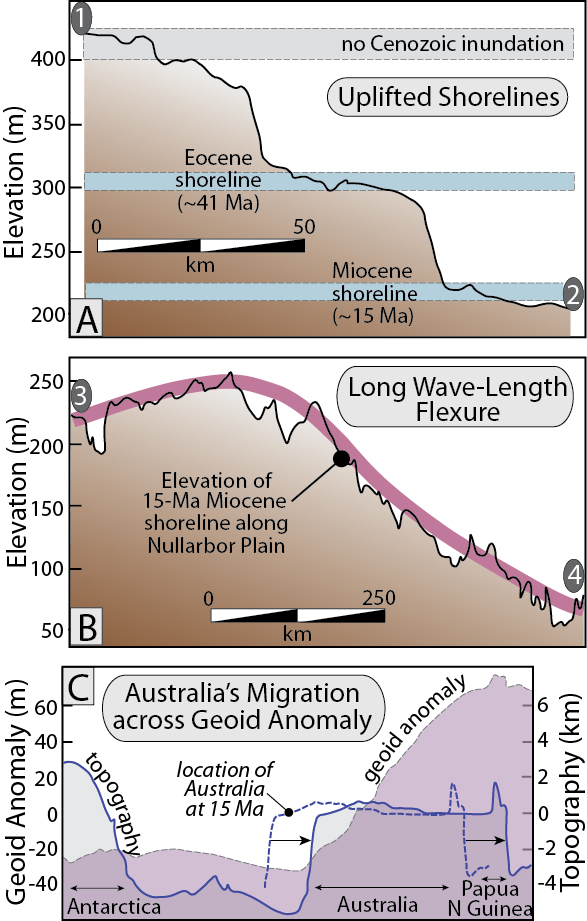 1
no Cenozoic inundation
Uplifted Shorelines
Elevation (m)
400
350
300
250
200
Eocene
shoreline
(~41 Ma)
0 50
km
Miocene
shoreline
(~15 Ma)
2
A
Elevation (m)
250
200
150
100
50
3
Long Wave-Length
Flexure
Elevation of
15-Ma Miocene
shoreline along
Nullarbor Plain
4
0 250
km
B
C
Australia's Migration
across Geoid Anomaly
Geoid Anomaly (m)
60
40
20
0
-20
-40
topography
location of
Australia
at 15 Ma
geoid anomaly
Topography (km)
6
4
2
0
-2
-4
Antarctica
Australia
Papua
N Guinea